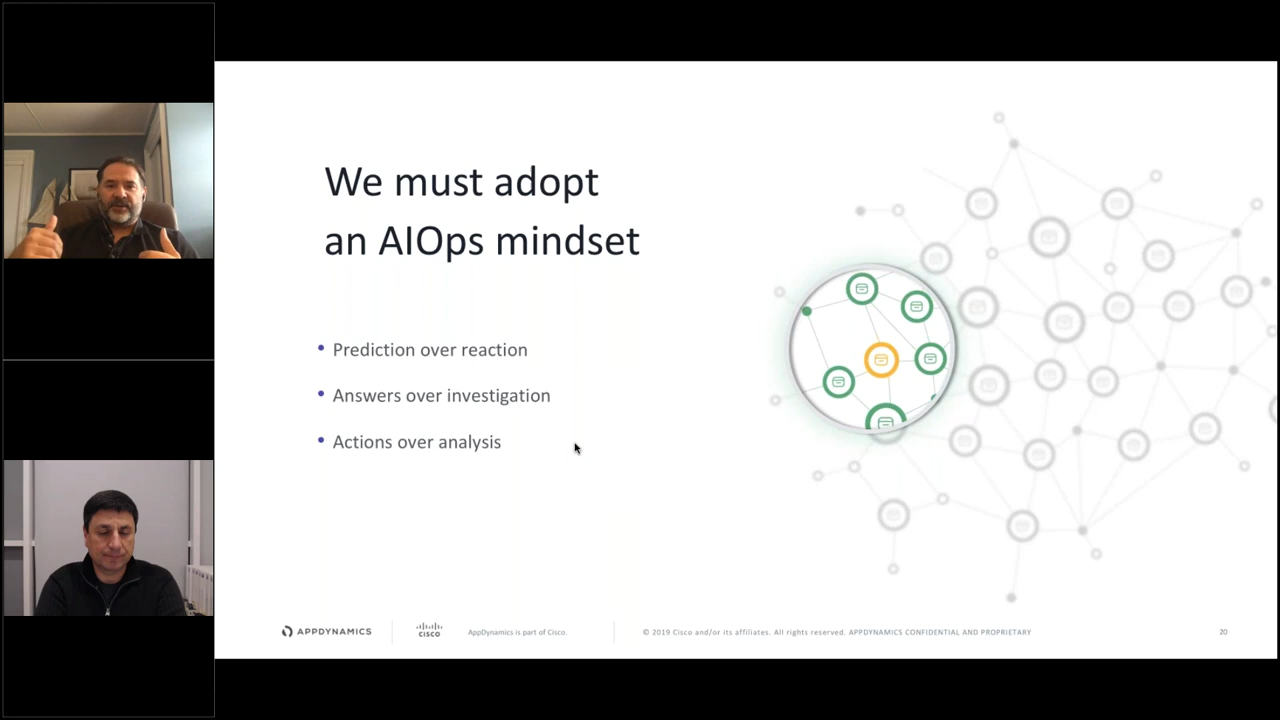 We must adopt
an AIOps mindset
• Prediction over reaction
• Answers over investigation
• Actions over analysis
APPDYNAMICS
CISCO
AppDynamics is part of Cisco.
© 2019 Cisco and/or its affiliates. All rights reserved. APPDYNAMICS CONFIDENTIAL AND PROPRIETARY
20